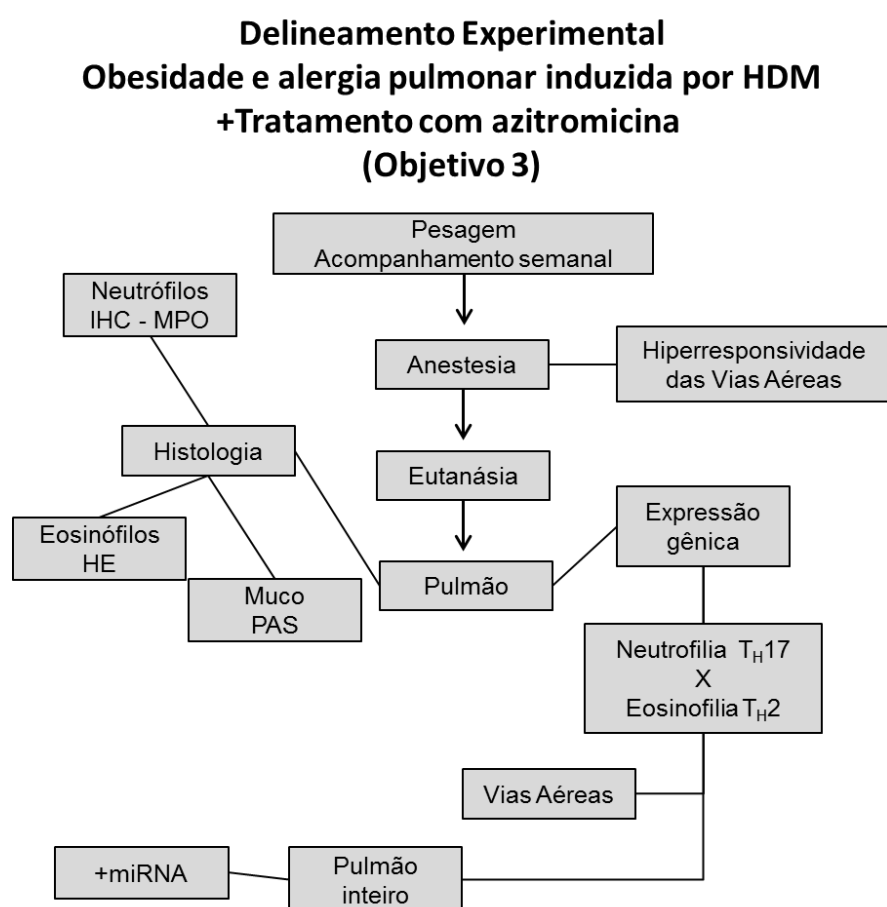 Delineamento Experimental
Obesidade e alergia pulmonar induzida por HDM
+Tratamento com azitromicina
(Objetivo 3)
Pesagem
Acompanhamento semanal
Neutrófilos
IHC - MPO
Anestesia
Hiperresponsividade
das Vias Aéreas
Histologia
Eutanásia
Eosinófilos
HE
Muco
PAS
Pulmão
Expressão
gênica
Neutrofilia TH17
X
Eosinofilia TH2
Vias Aéreas
+miRNA
Pulmão
inteiro